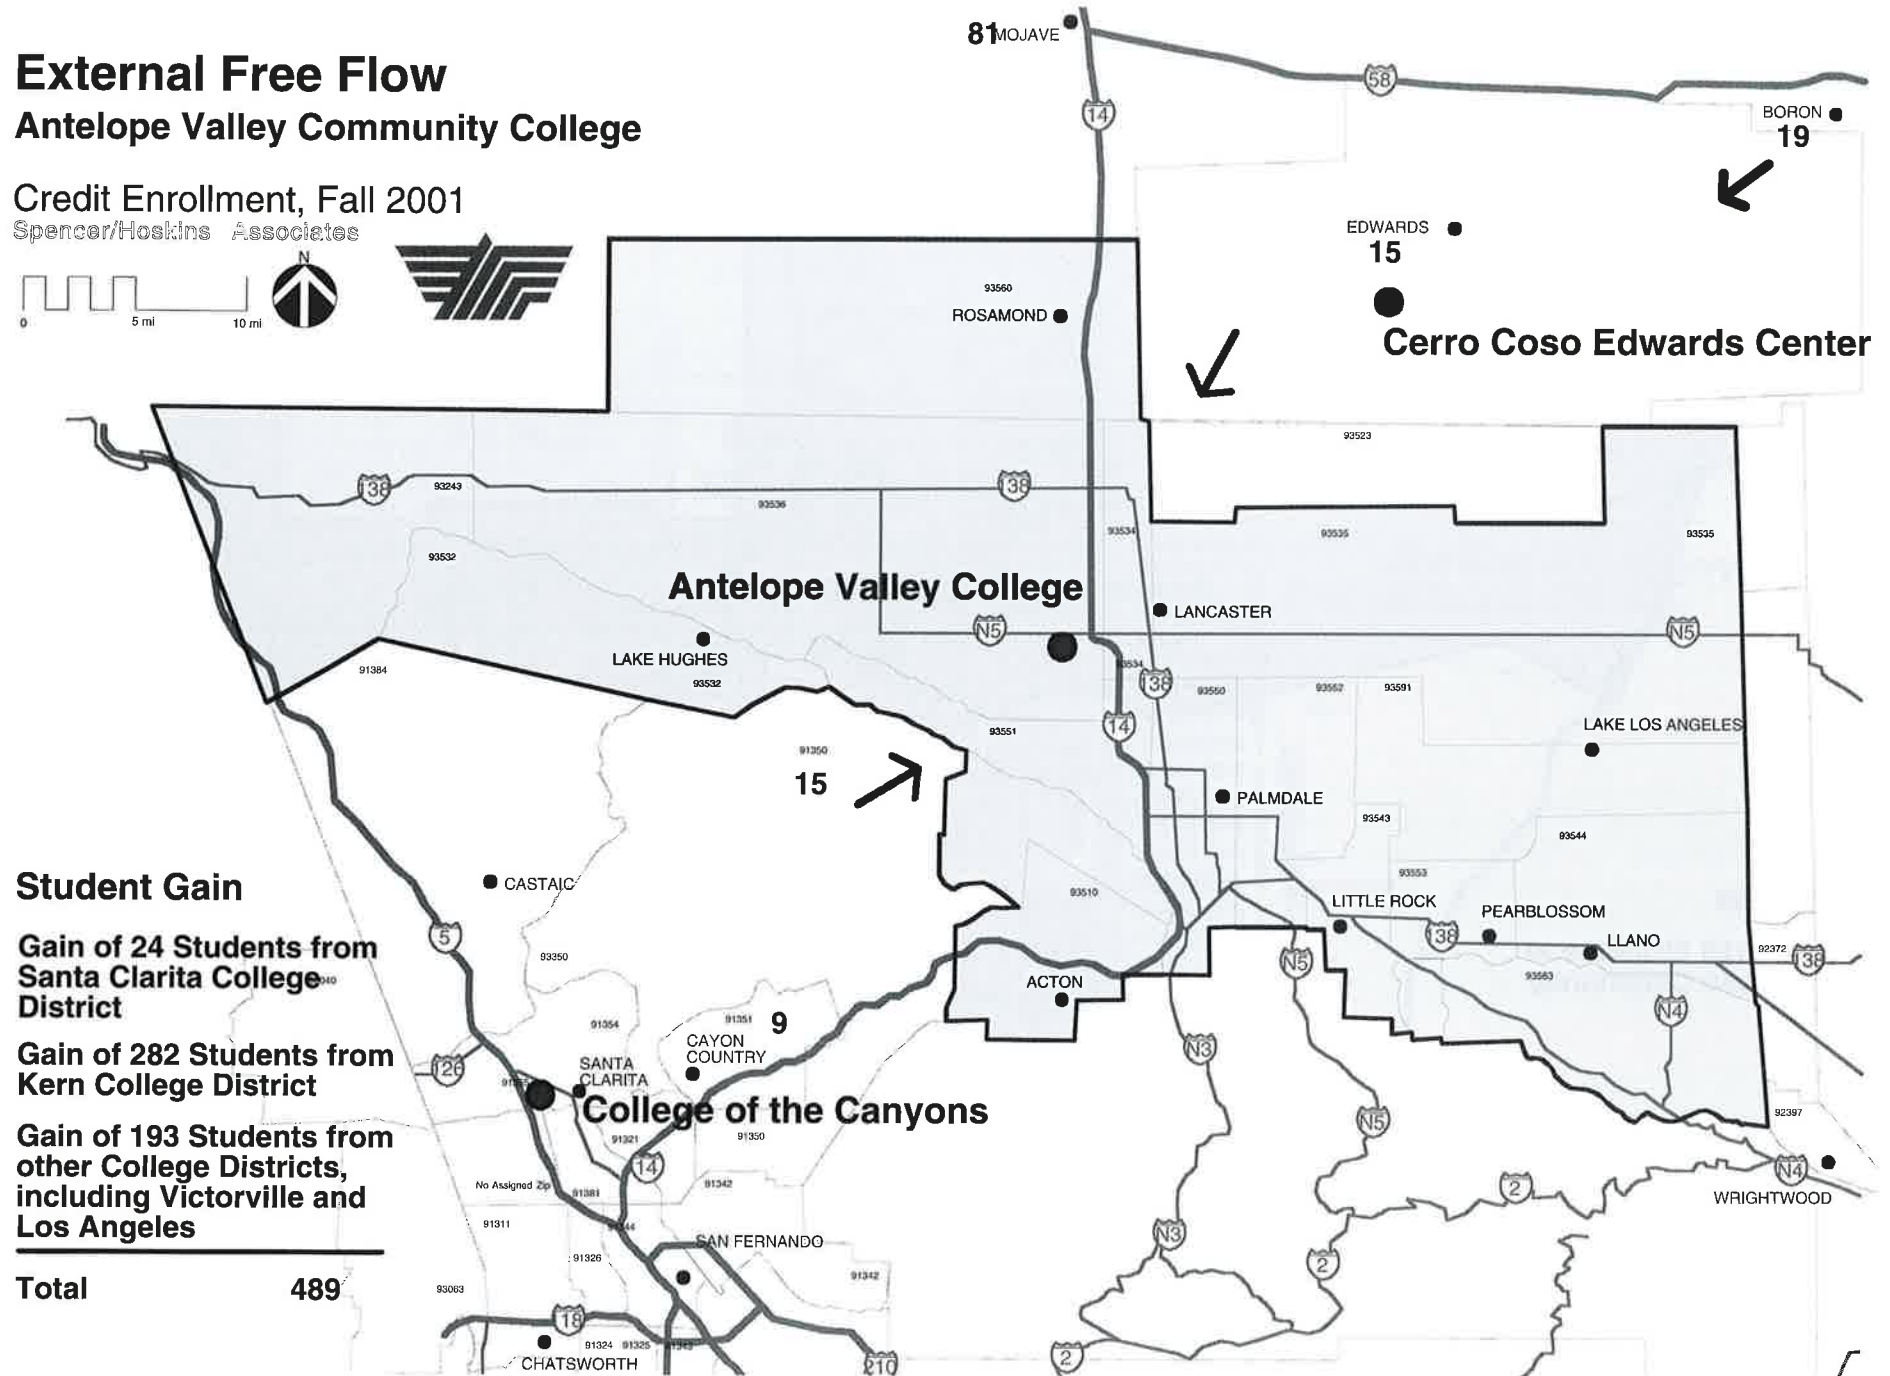 External Free Flow
Antelope Valley Community College
Credit Enrollment, Fall 2001
Spencer/Hoskins Associates
N
0 5 mi 10 mi
81
MOJAVE
58
14
BORON
19
EDWARDS
15
Cerro Coso Edwards Center
93560
ROSAMOND
93523
138
93243
138
93536
93534
93535
93535
93532
Antelope Valley College
LANCASTER
N5
N5
LAKE HUGHES
93532
91384
93534
138
93550
93552
93591
14
93551
LAKE LOS ANGELES
91350
15
PALMDALE
93543
93544
93553
CASTAIC
93510
LITTLE ROCK
PEARBLOSSOM
138
LLANO
92372
138
5
93350
N5
93563
ACTON
N4
Student Gain
Gain of 24 Students from
Santa Clarita College
District
Gain of 282 Students from
Kern College District
Gain of 193 Students from
other College Districts,
including Victorville and
Los Angeles
Total 489
91354
91351
9
CAYON
COUNTRY
N3
126
SANTA
CLARITA
College of the Canyons
N5
92397
91321
91350
14
No Assigned Zip
91381
91342
N4
2
WRIGHTWOOD
91311
N3
SAN FERNANDO
91326
2
91342
93063
18
91324
91325
CHATSWORTH
210
2